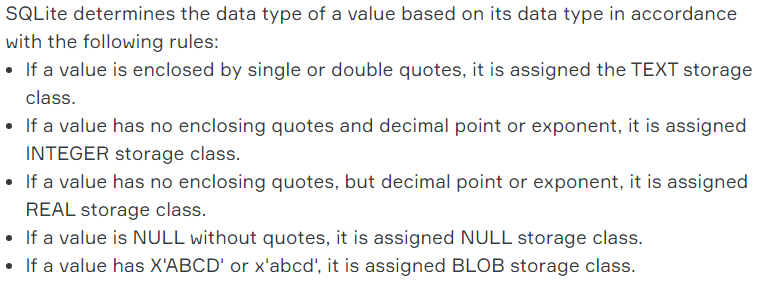 SQLite determines the data type of a value based on its data type in accordance
with the following rules:
• If a value is enclosed by single or double quotes, it is assigned the TEXT storage
class.
• If a value has no enclosing quotes and decimal point or exponent, it is assigned
INTEGER storage class.
• If a value has no enclosing quotes, but decimal point or exponent, it is assigned
REAL storage class.
• If a value is NULL without quotes, it is assigned NULL storage class.
• If a value has X'ABCD' or x'abcd', it is assigned BLOB storage class.